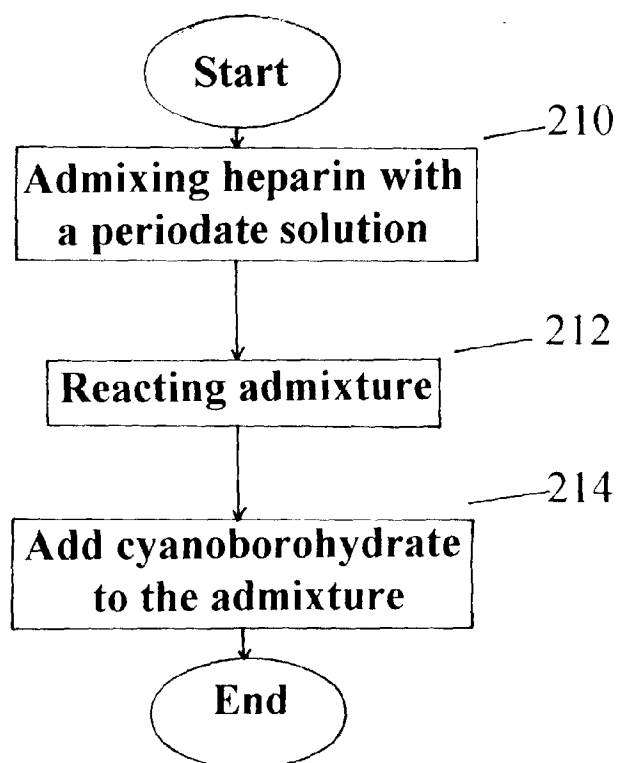 Start
210
Admixing heparin with
a periodate solution
212
Reacting admixture
214
Add cyanoborohydrate
to the admixture
End